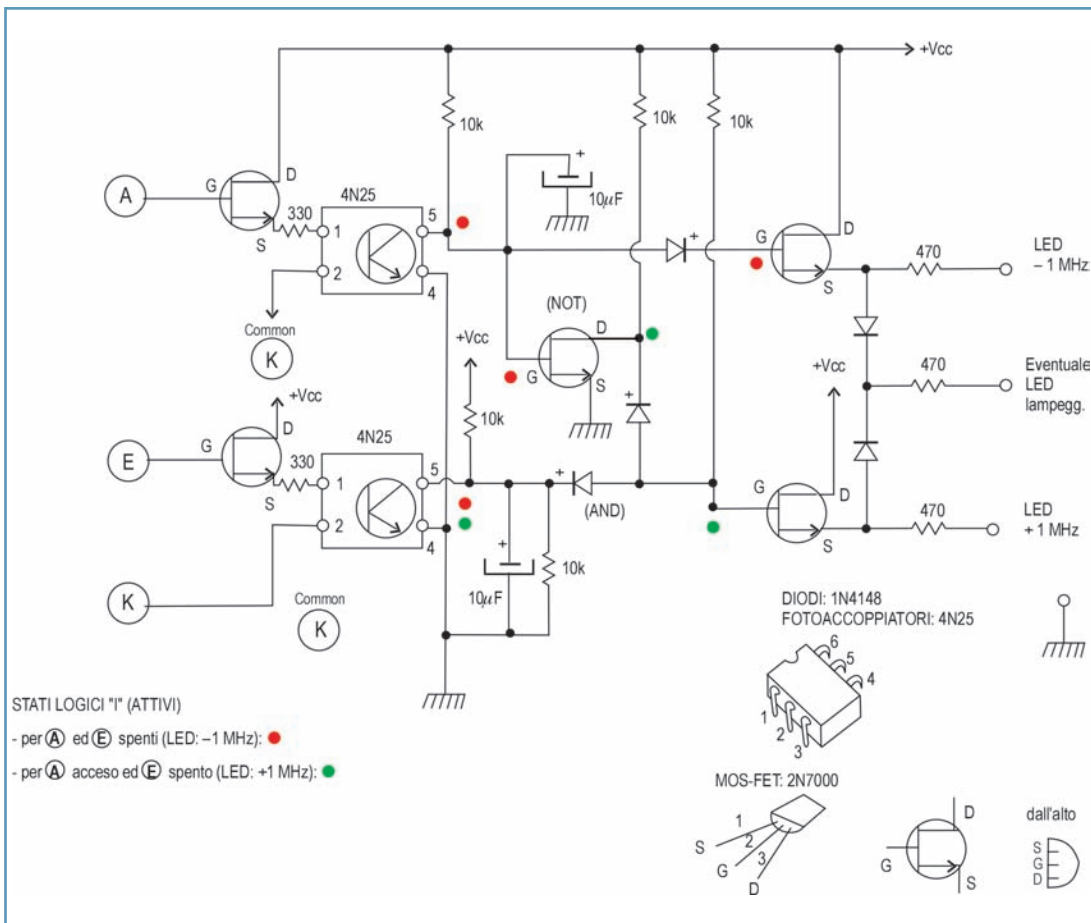 +Vcc
10k
10k
10k
D
G
A
4N25
+
10µF
330
5
1
S
2
4
G
D
S
470
LED
– 1 MHz
(NOT)
D
Common
K
+Vcc
G
S
+Vcc
470
Eventuale
LED
lampegg.
+
+Vcc
D
10k
4N25
G
E
330
5
+
1
S
(AND)
G
D
2
4
S
470
LED
+ 1 MHz
+
10k
10µF
K
Common
K
DIODI: 1N4148
FOTOACCOPPIATORI: 4N25
6
5
4
1
2
3
STATI LOGICI "I" (ATTIVI)
- per A ed E spenti (LED: –1 MHz):
- per A acceso ed E spento (LED: +1 MHz):
MOS-FET: 2N7000
1
2
3
S
G
D
D
G
S
dall'alto
S
G
D